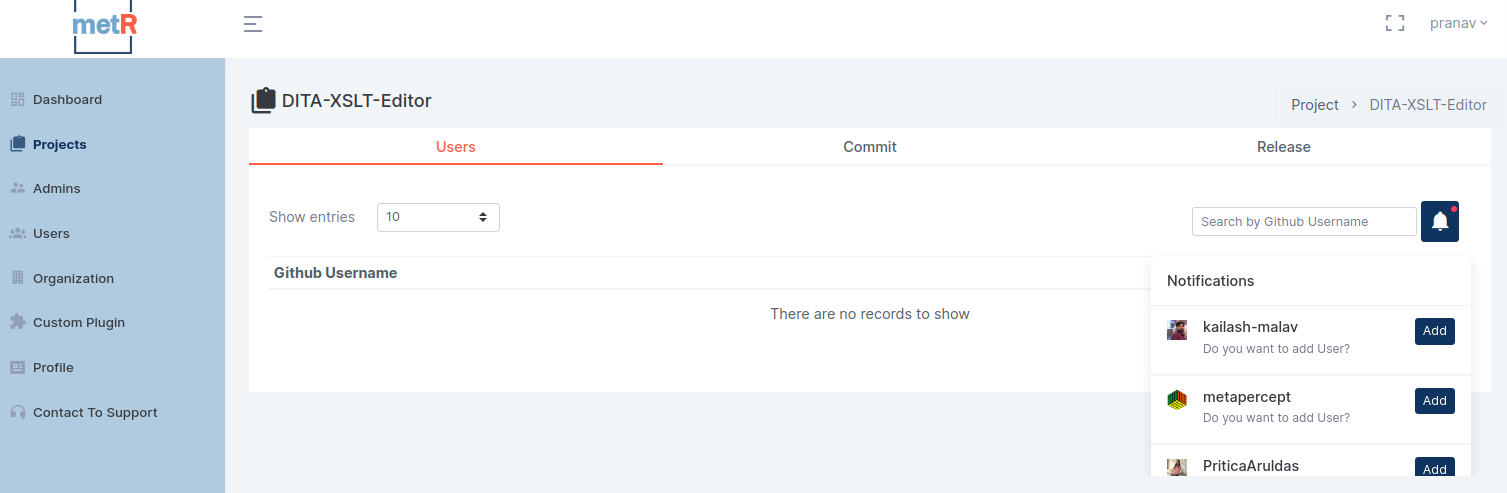 metR
pranav
Dashboard
Projects
Admins
Users
Organization
Custom Plugin
Profile
Contact To Support
DITA-XSLT-Editor
Project > DITA-XSLT-Editor
Users Commit Release
Show entries 10 Search by Github Username
Github Username
There are no records to show
Notifications
kailash-malav Add
Do you want to add User?
metapercept Add
Do you want to add User?
PriticaAruldas Add